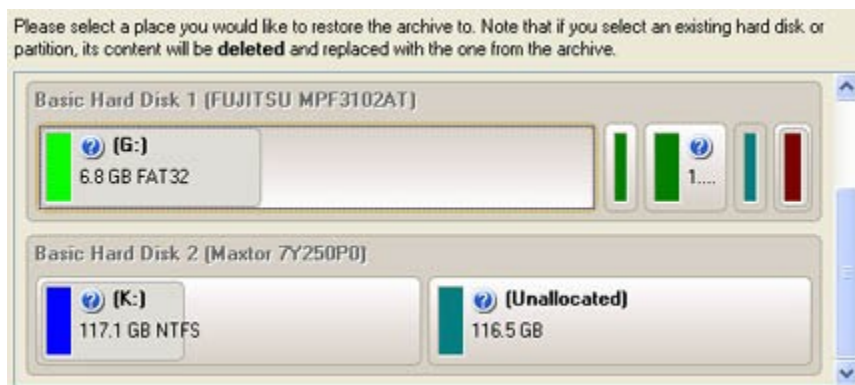 Please select a place you would like to restore the archive to. Note that if you select an existing hard disk or
partition, its content will be deleted and replaced with the one from the archive.
Basic Hard Disk 1 (FUJITSU MPF3102AT)
(G:)
6.8 GB FAT32
1....
Basic Hard Disk 2 (Maxtor 7Y250P0)
(K:)
117.1 GB NTFS
(Unallocated)
116.5 GB